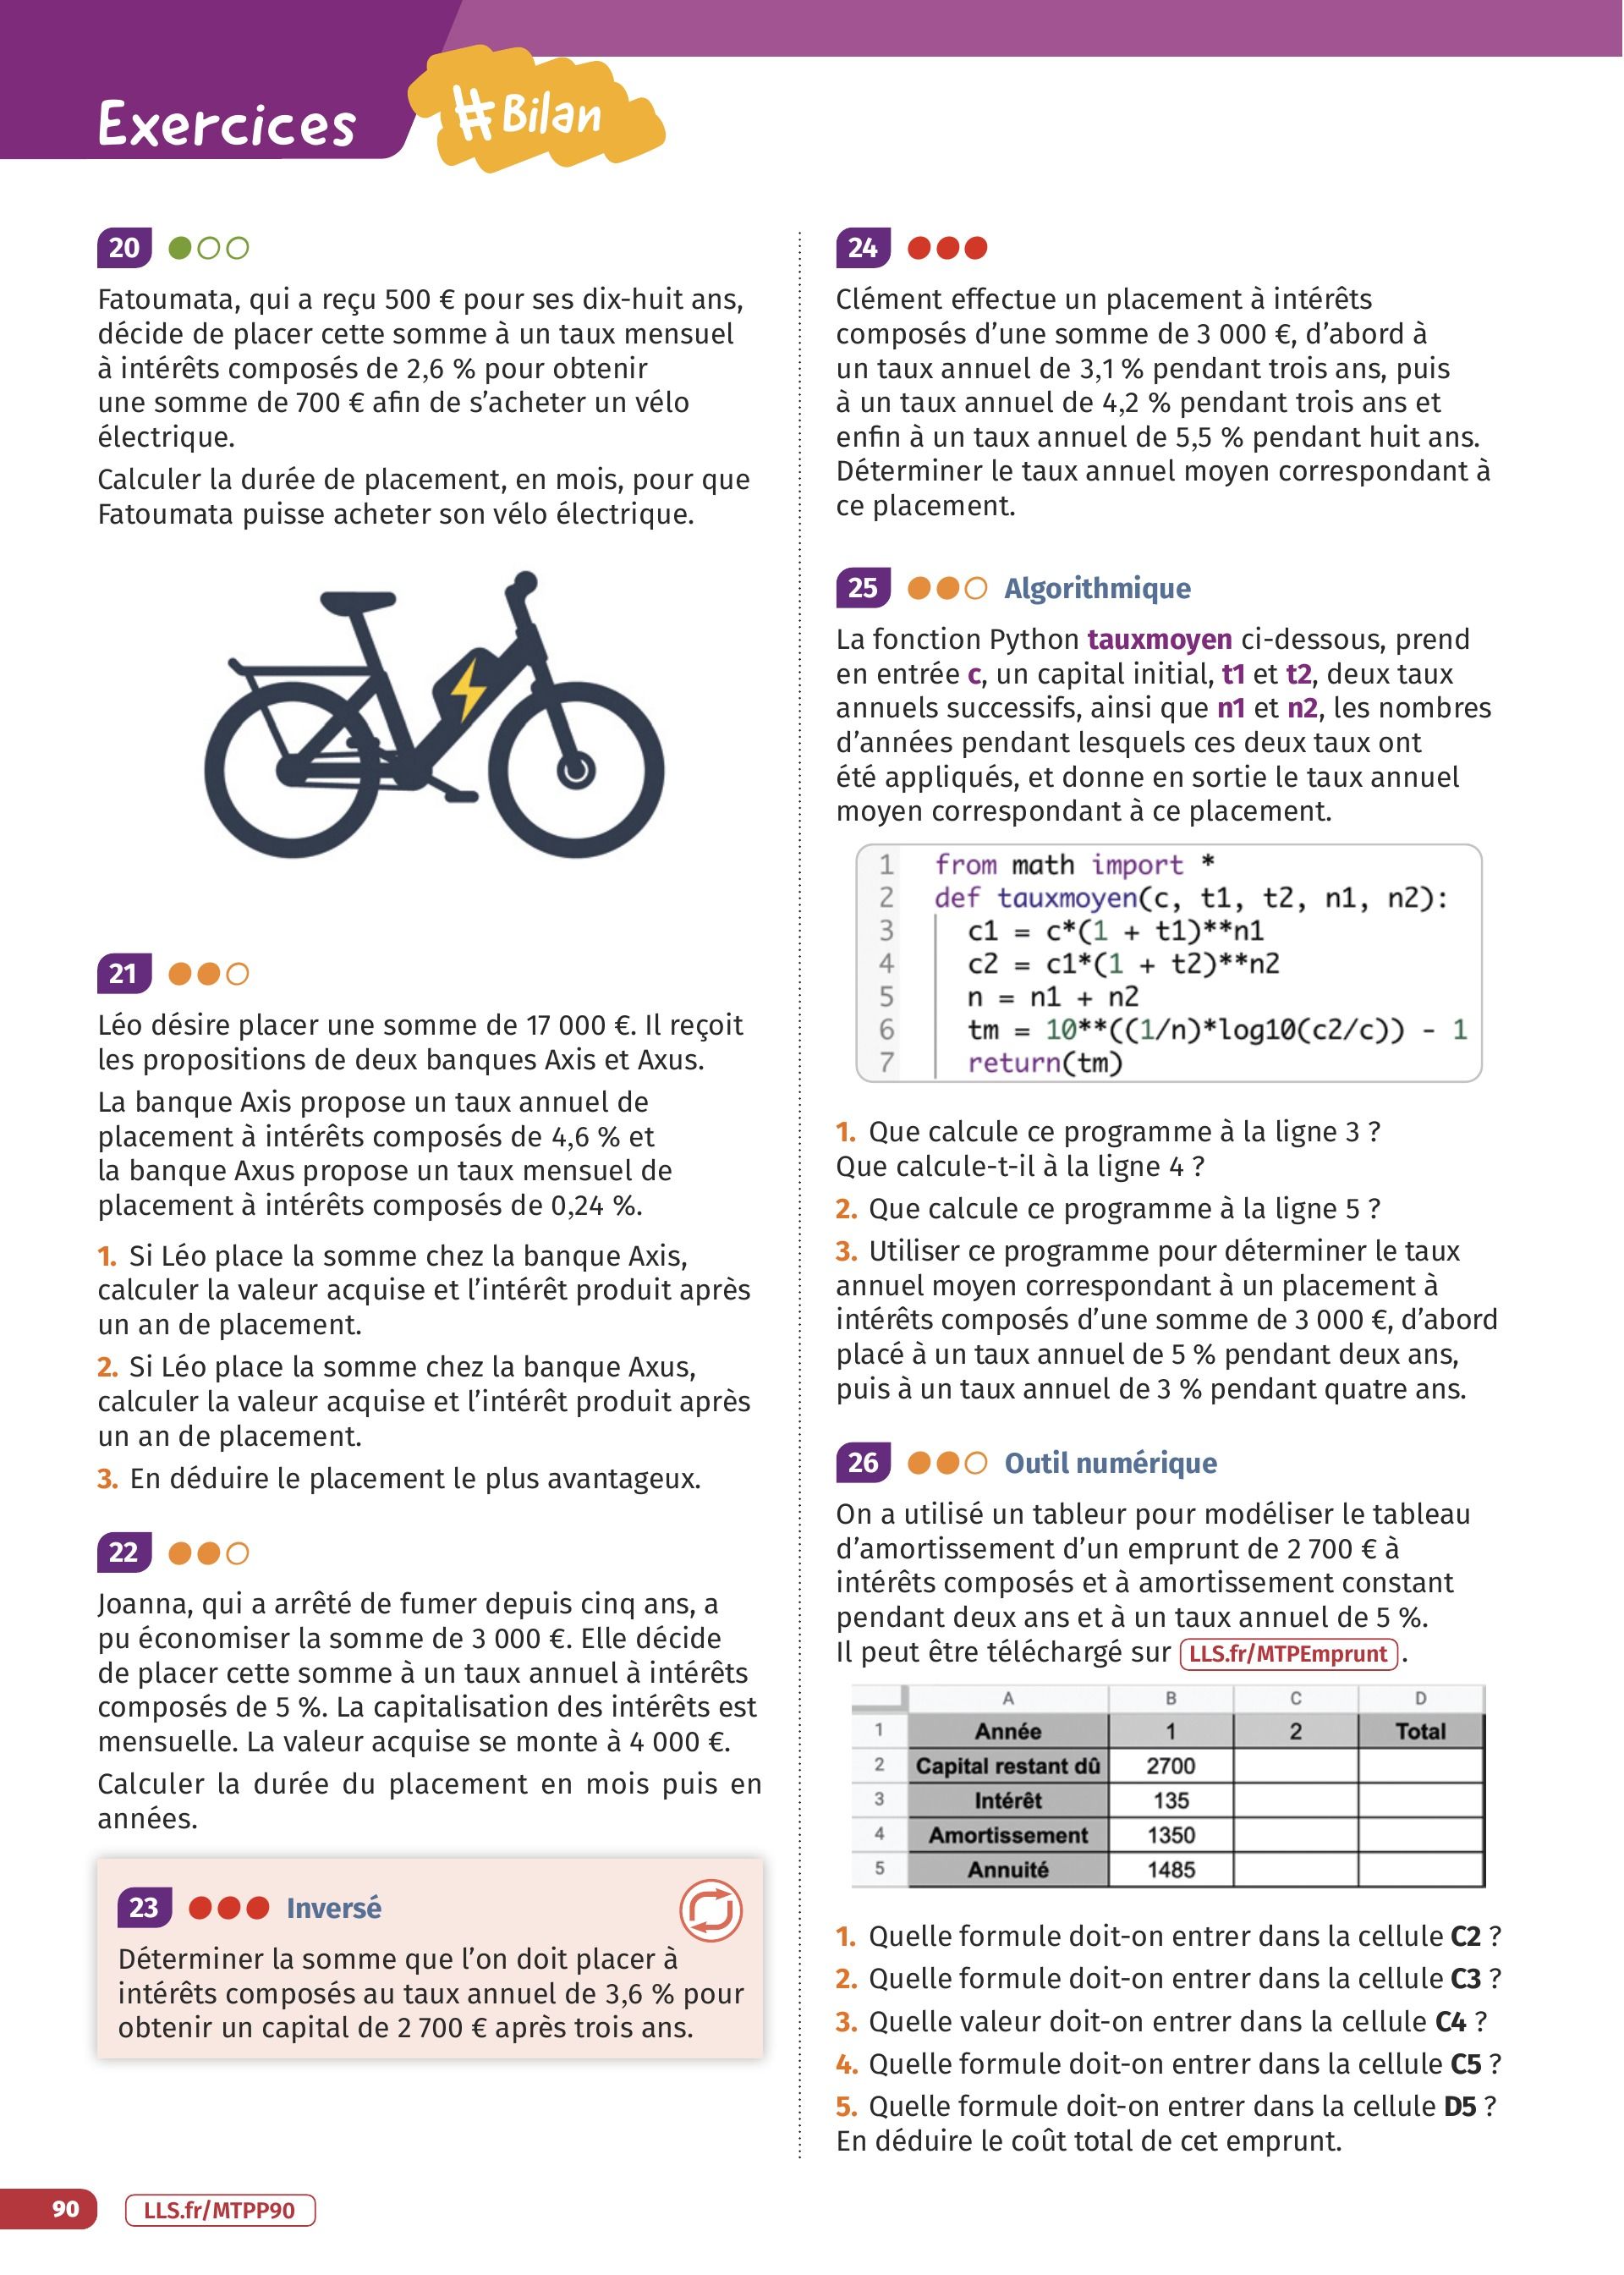 Exercices
#Bilan
20
Fatoumata, qui a reçu 500 € pour ses dix-huit ans,
décide de placer cette somme à un taux mensuel
à intérêts composés de 2,6 % pour obtenir
une somme de 700 € afin de s’acheter un vélo
électrique.
Calculer la durée de placement, en mois, pour que
Fatoumata puisse acheter son vélo électrique.
21
Léo désire placer une somme de 17 000 €. Il reçoit
les propositions de deux banques Axis et Axus.
La banque Axis propose un taux annuel de
placement à intérêts composés de 4,6 % et
la banque Axus propose un taux mensuel de
placement à intérêts composés de 0,24 %.
1. Si Léo place la somme chez la banque Axis,
calculer la valeur acquise et l’intérêt produit après
un an de placement.
2. Si Léo place la somme chez la banque Axus,
calculer la valeur acquise et l’intérêt produit après
un an de placement.
3. En déduire le placement le plus avantageux.
22
Joanna, qui a arrêté de fumer depuis cinq ans, a
pu économiser la somme de 3 000 €. Elle décide
de placer cette somme à un taux annuel à intérêts
composés de 5 %. La capitalisation des intérêts est
mensuelle. La valeur acquise se monte à 4 000 €.
Calculer la durée du placement en mois puis en
années.
23 Inversé
Déterminer la somme que l’on doit placer à
intérêts composés au taux annuel de 3,6 % pour
obtenir un capital de 2 700 € après trois ans.
24
Clément effectue un placement à intérêts
composés d’une somme de 3 000 €, d’abord à
un taux annuel de 3,1 % pendant trois ans, puis
à un taux annuel de 4,2 % pendant trois ans et
enfin à un taux annuel de 5,5 % pendant huit ans.
Déterminer le taux annuel moyen correspondant à
ce placement.
25 Algorithmique
La fonction Python tauxmoyen ci-dessous, prend
en entrée c, un capital initial, t1 et t2, deux taux
annuels successifs, ainsi que n1 et n2, les nombres
d’années pendant lesquels ces deux taux ont
été appliqués, et donne en sortie le taux annuel
moyen correspondant à ce placement.
1 from math import *
2 def tauxmoyen(c, t1, t2, n1, n2):
3 c1 = c*(1 + t1)**n1
4 c2 = c1*(1 + t2)**n2
5 n = n1 + n2
6 tm = 10**((1/n)*log10(c2/c)) - 1
7 return(tm)
1. Que calcule ce programme à la ligne 3 ?
Que calcule-t-il à la ligne 4 ?
2. Que calcule ce programme à la ligne 5 ?
3. Utiliser ce programme pour déterminer le taux
annuel moyen correspondant à un placement à
intérêts composés d’une somme de 3 000 €, d’abord
placé à un taux annuel de 5 % pendant deux ans,
puis à un taux annuel de 3 % pendant quatre ans.
26 Outil numérique
On a utilisé un tableur pour modéliser le tableau
d’amortissement d’un emprunt de 2 700 € à
intérêts composés et à amortissement constant
pendant deux ans et à un taux annuel de 5 %.
Il peut être téléchargé sur LLS.fr/MTPEmprunt .
A B C D
1 Année 1 2 Total
2 Capital restant dû 2700
3 Intérêt 135
4 Amortissement 1350
5 Annuité 1485
1. Quelle formule doit-on entrer dans la cellule C2 ?
2. Quelle formule doit-on entrer dans la cellule C3 ?
3. Quelle valeur doit-on entrer dans la cellule C4 ?
4. Quelle formule doit-on entrer dans la cellule C5 ?
5. Quelle formule doit-on entrer dans la cellule D5 ?
En déduire le coût total de cet emprunt.
90 LLS.fr/MTPP90